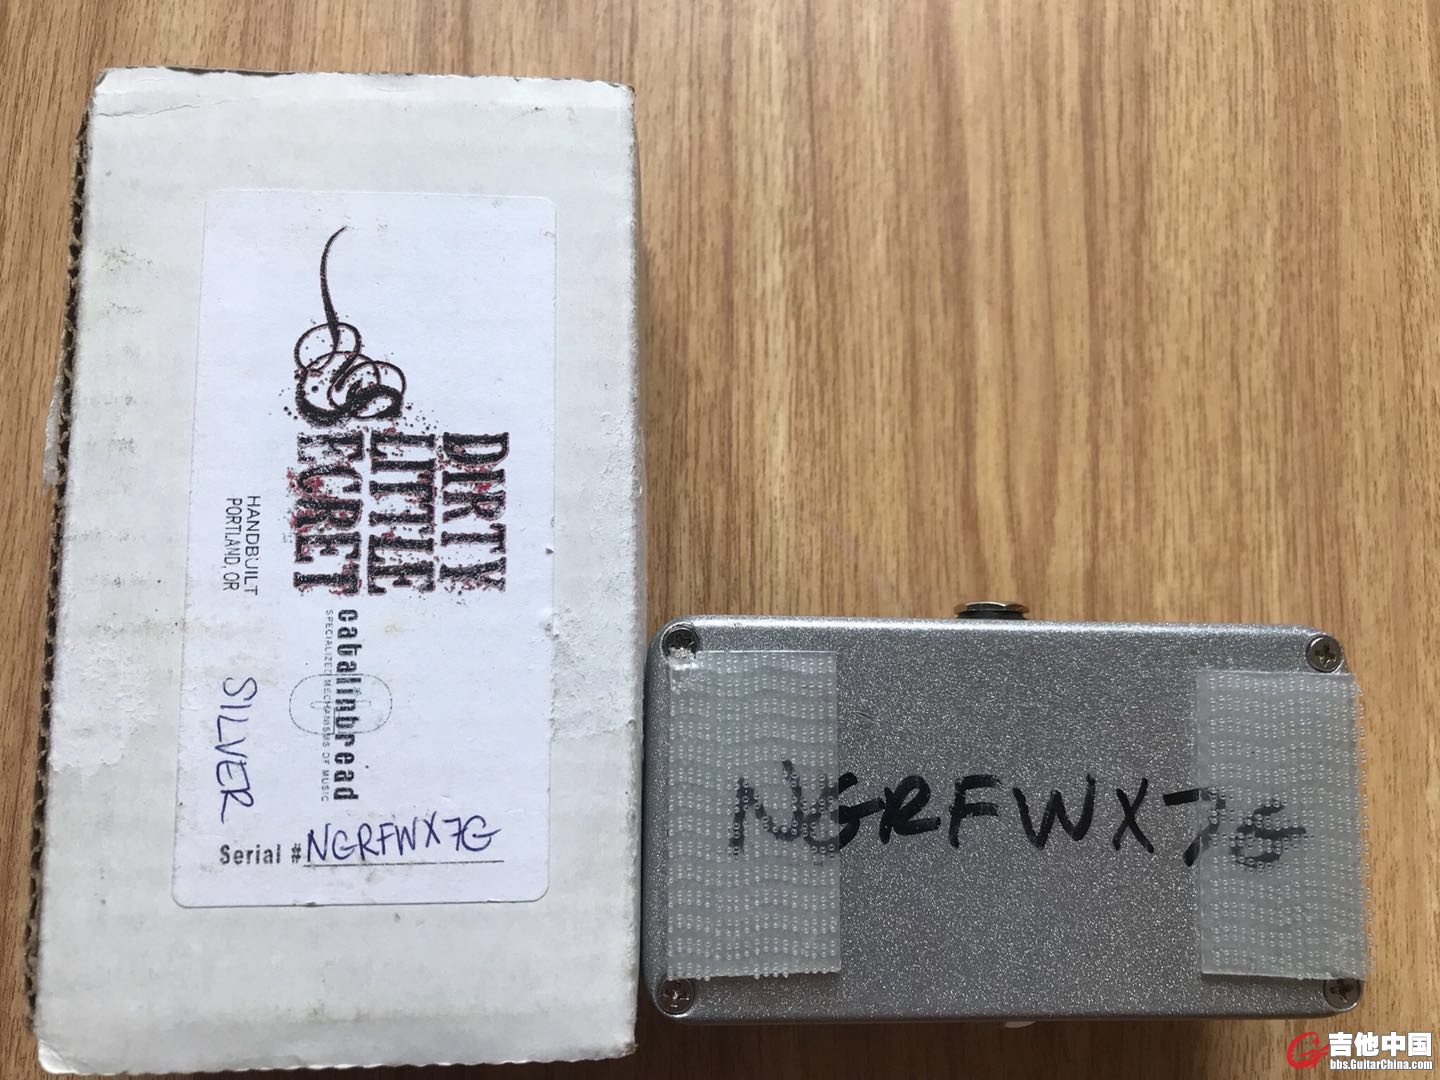 DIRTY
LITTLE
SECRET
catalinbread
SPECIALIZED MECHANISMS OF MUSIC
HANDBUILT
PORTLAND, OR
SILVER
Serial # NGRFWX7G
NGRFWX7G
吉他中国
bbs.GuitarChina.com